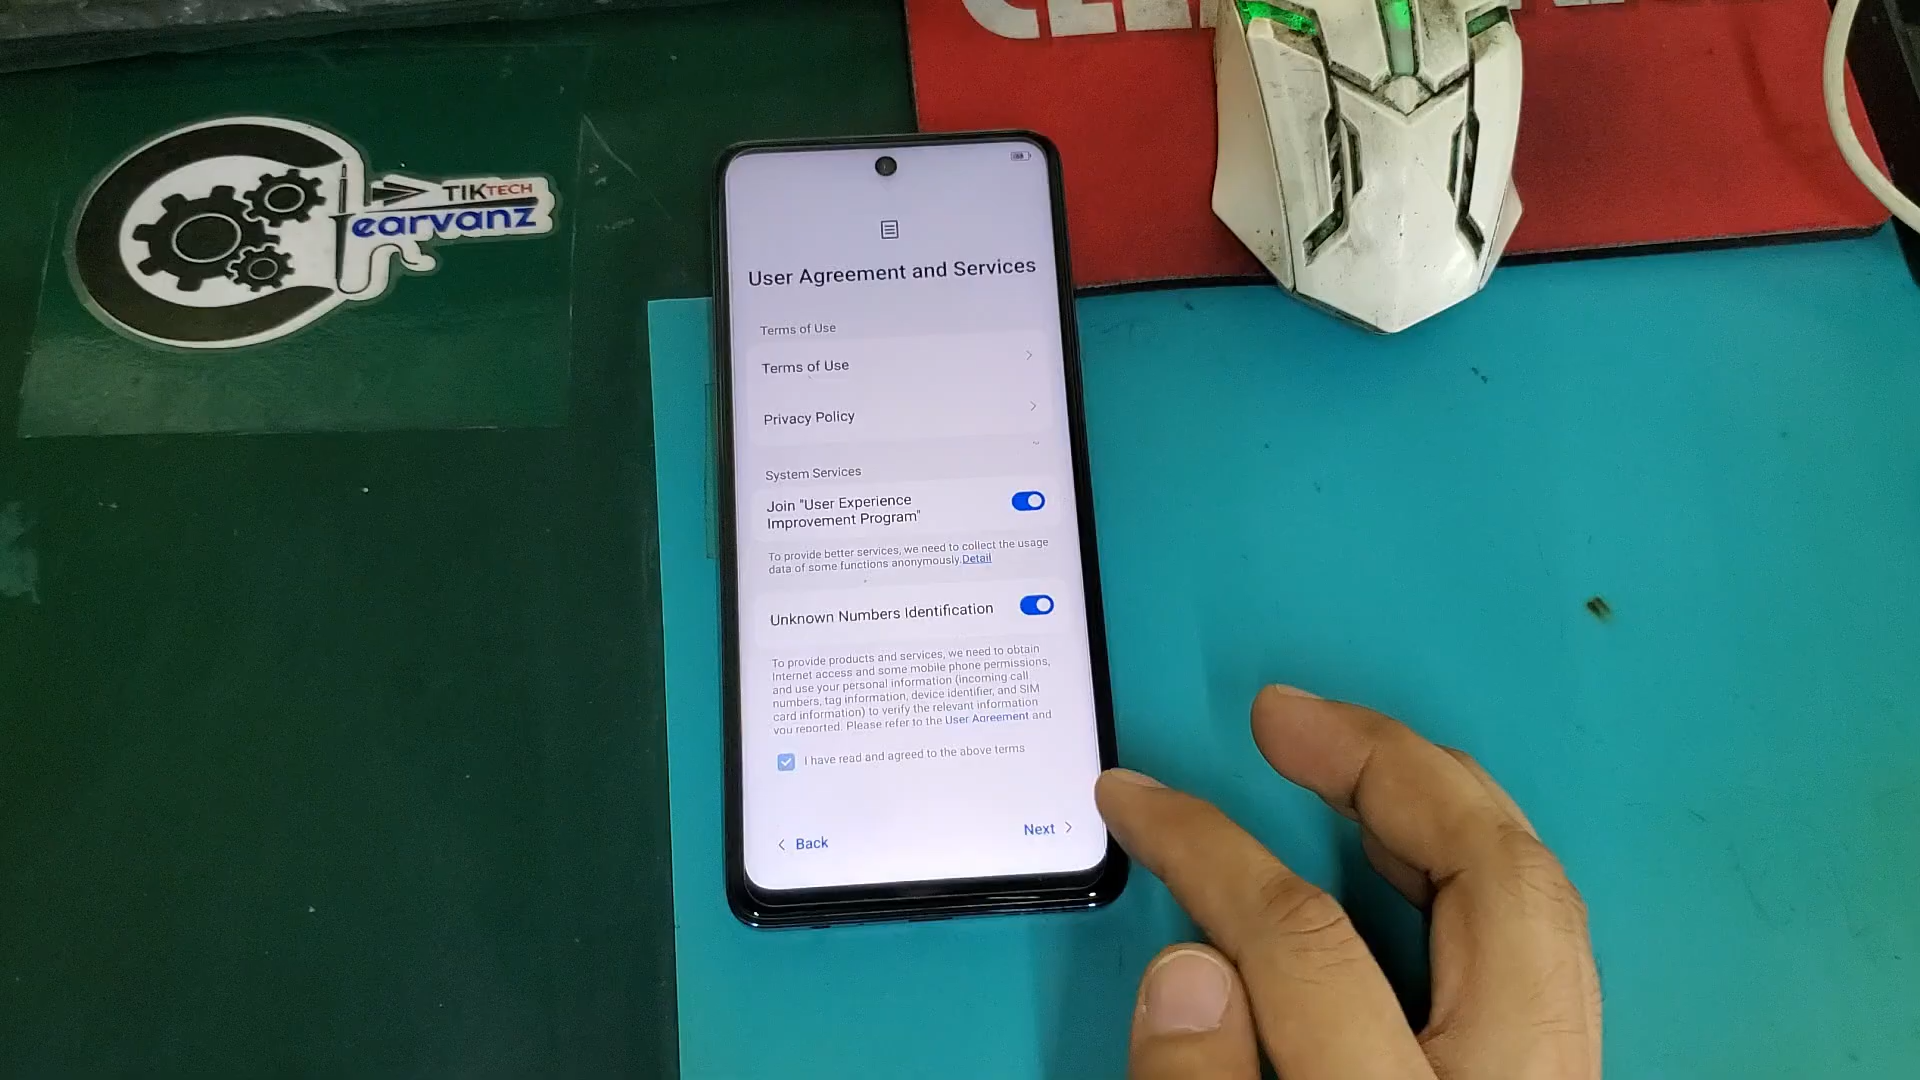 TIKTECH
earvanz
User Agreement and Services
Terms of Use
Terms of Use
Privacy Policy
System Services
Join "User Experience
Improvement Program"
To provide better services, we need to collect the usage
data of some functions anonymously.Detail
Unknown Numbers Identification
To provide products and services, we need to obtain
Internet access and some mobile phone permissions,
and use your personal information (incoming call
numbers, tag information, device identifier, and SIM
card information) to verify the relevant information
you reported. Please refer to the User Agreement and
I have read and agreed to the above terms
Back
Next